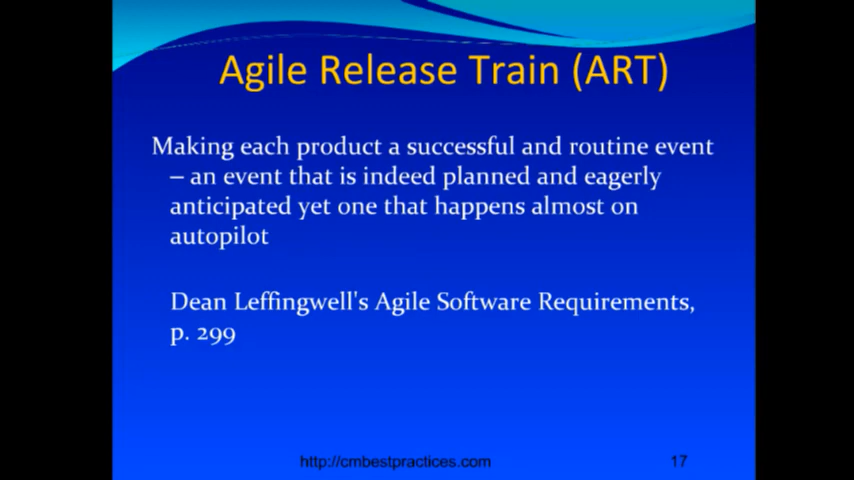 Agile Release Train (ART)
Making each product a successful and routine event
– an event that is indeed planned and eagerly
anticipated yet one that happens almost on
autopilot
Dean Leffingwell's Agile Software Requirements,
p. 299
http://cmbestpractices.com
17